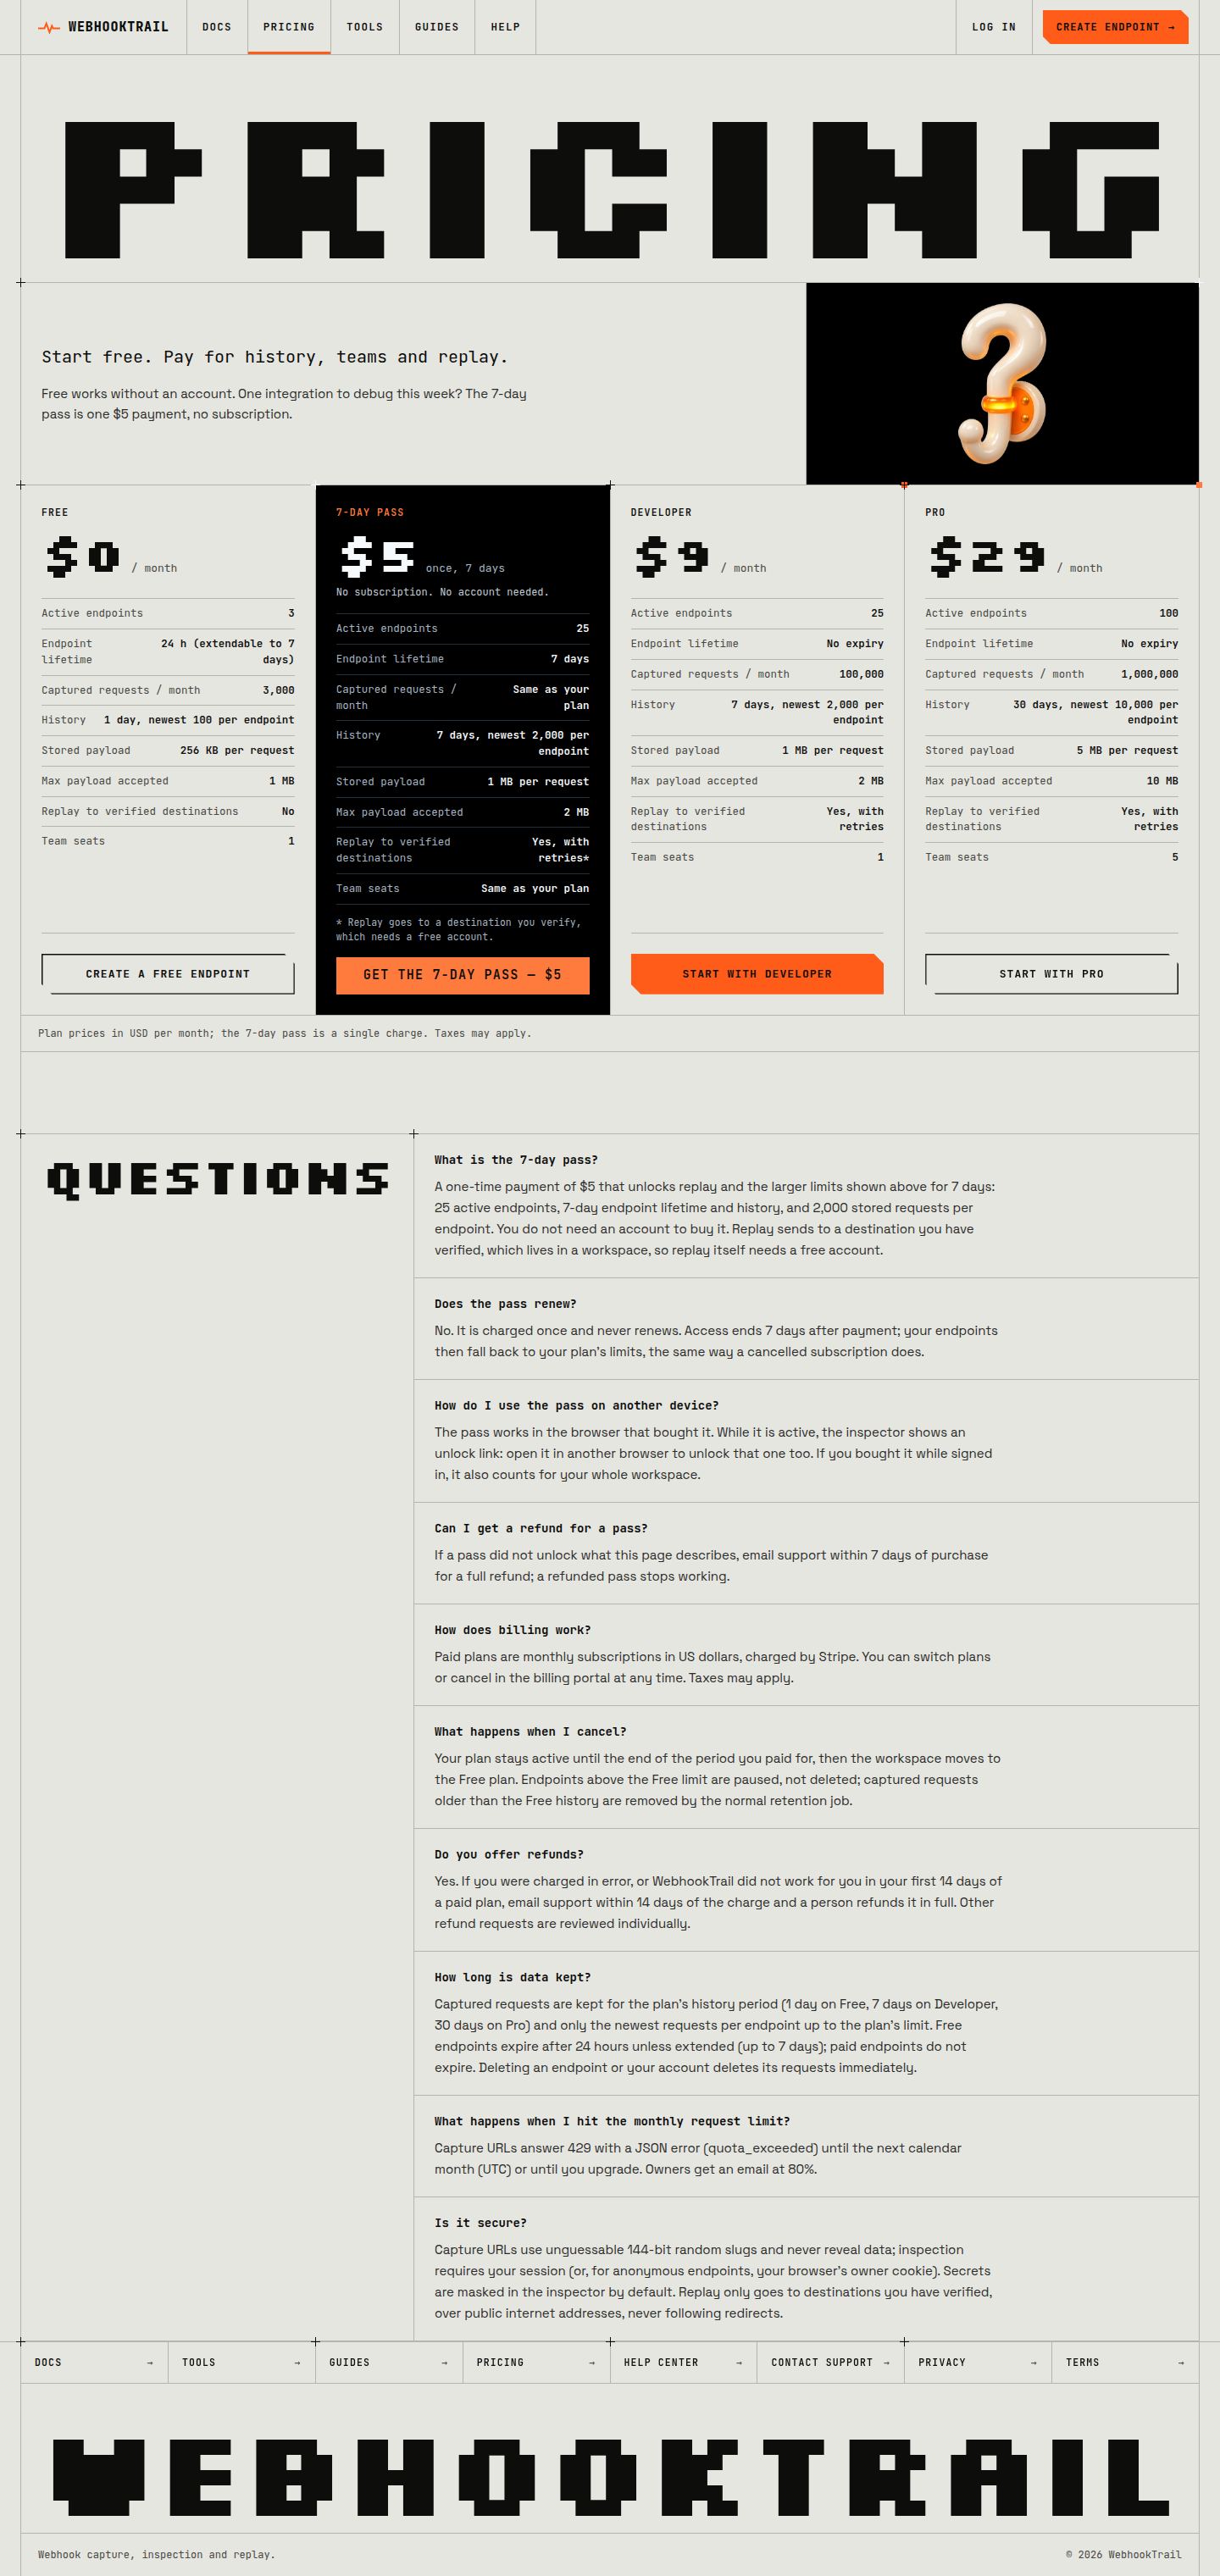 WEBHOOKTRAIL DOCS PRICING TOOLS GUIDES HELP LOG IN CREATE ENDPOINT →
PRICING
Start free. Pay for history, teams and replay.
Free works without an account. One integration to debug this week? The 7-day
pass is one $5 payment, no subscription.
FREE
$0 / month
Active endpoints 3
Endpoint lifetime 24 h (extendable to 7 days)
Captured requests / month 3,000
History 1 day, newest 100 per endpoint
Stored payload 256 KB per request
Max payload accepted 1 MB
Replay to verified destinations No
Team seats 1
CREATE A FREE ENDPOINT
7-DAY PASS
$5 once, 7 days
No subscription. No account needed.
Active endpoints 25
Endpoint lifetime 7 days
Captured requests / month Same as your plan
History 7 days, newest 2,000 per endpoint
Stored payload 1 MB per request
Max payload accepted 2 MB
Replay to verified destinations Yes, with retries*
Team seats Same as your plan
* Replay goes to a destination you verify,
which needs a free account.
GET THE 7-DAY PASS — $5
DEVELOPER
$9 / month
Active endpoints 25
Endpoint lifetime No expiry
Captured requests / month 100,000
History 7 days, newest 2,000 per endpoint
Stored payload 1 MB per request
Max payload accepted 2 MB
Replay to verified destinations Yes, with retries
Team seats 1
START WITH DEVELOPER
PRO
$29 / month
Active endpoints 100
Endpoint lifetime No expiry
Captured requests / month 1,000,000
History 30 days, newest 10,000 per endpoint
Stored payload 5 MB per request
Max payload accepted 10 MB
Replay to verified destinations Yes, with retries
Team seats 5
START WITH PRO
Plan prices in USD per month; the 7-day pass is a single charge. Taxes may apply.
QUESTIONS
What is the 7-day pass?
A one-time payment of $5 that unlocks replay and the larger limits shown above for 7 days:
25 active endpoints, 7-day endpoint lifetime and history, and 2,000 stored requests per
endpoint. You do not need an account to buy it. Replay sends to a destination you have
verified, which lives in a workspace, so replay itself needs a free account.
Does the pass renew?
No. It is charged once and never renews. Access ends 7 days after payment; your endpoints
then fall back to your plan's limits, the same way a cancelled subscription does.
How do I use the pass on another device?
The pass works in the browser that bought it. While it is active, the inspector shows an
unlock link: open it in another browser to unlock that one too. If you bought it while signed
in, it also counts for your whole workspace.
Can I get a refund for a pass?
If a pass did not unlock what this page describes, email support within 7 days of purchase
for a full refund; a refunded pass stops working.
How does billing work?
Paid plans are monthly subscriptions in US dollars, charged by Stripe. You can switch plans
or cancel in the billing portal at any time. Taxes may apply.
What happens when I cancel?
Your plan stays active until the end of the period you paid for, then the workspace moves to
the Free plan. Endpoints above the Free limit are paused, not deleted; captured requests
older than the Free history are removed by the normal retention job.
Do you offer refunds?
Yes. If you were charged in error, or WebhookTrail did not work for you in your first 14 days of
a paid plan, email support within 14 days of the charge and a person refunds it in full. Other
refund requests are reviewed individually.
How long is data kept?
Captured requests are kept for the plan's history period (1 day on Free, 7 days on Developer,
30 days on Pro) and only the newest requests per endpoint up to the plan's limit. Free
endpoints expire after 24 hours unless extended (up to 7 days); paid endpoints do not
expire. Deleting an endpoint or your account deletes its requests immediately.
What happens when I hit the monthly request limit?
Capture URLs answer 429 with a JSON error (quota_exceeded) until the next calendar
month (UTC) or until you upgrade. Owners get an email at 80%.
Is it secure?
Capture URLs use unguessable 144-bit random slugs and never reveal data; inspection
requires your session (or, for anonymous endpoints, your browser's owner cookie). Secrets
are masked in the inspector by default. Replay only goes to destinations you have verified,
over public internet addresses, never following redirects.
DOCS → TOOLS → GUIDES → PRICING → HELP CENTER → CONTACT SUPPORT → PRIVACY → TERMS →
WEBHOOKTRAIL
Webhook capture, inspection and replay. © 2026 WebhookTrail